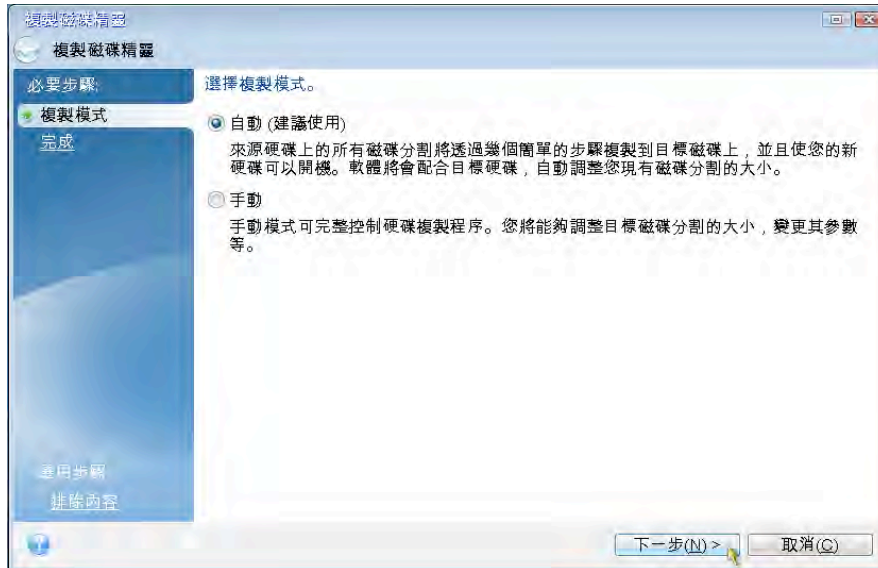 複製磁碟精靈
複製磁碟精靈
必要步驟:
複製模式
完成
選用步驟
排除內容
選擇複製模式。
自動 (建議使用)
來源硬碟上的所有磁碟分割將透過幾個簡單的步驟複製到目標磁碟上，並且使您的新
硬碟可以開機。軟體將會配合目標硬碟，自動調整您現有磁碟分割的大小。
手動
手動模式可完整控制硬碟複製程序。您將能夠調整目標磁碟分割的大小，變更其參數
等。
下一步(N) >
取消(C)